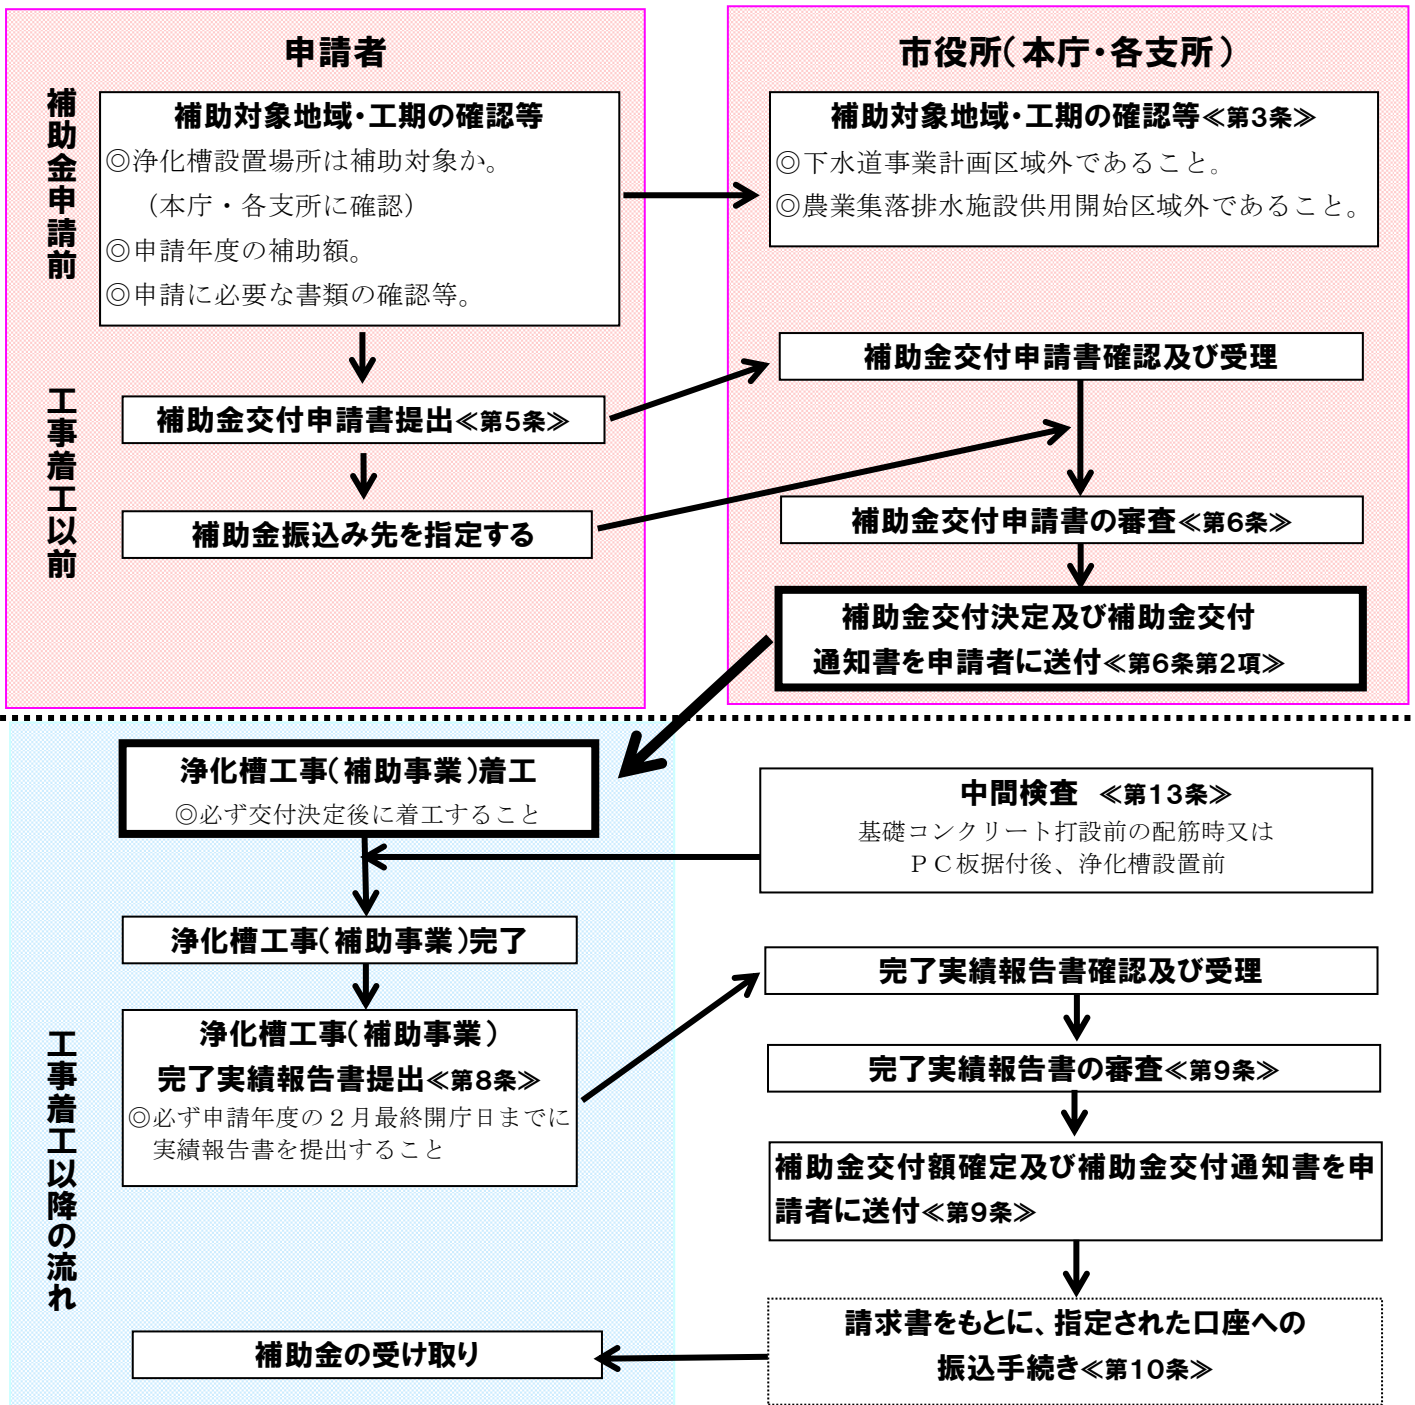 申請者
市役所(本庁・各支所)
補助金申請前
補助対象地域・工期の確認等
◎浄化槽設置場所は補助対象か。
（本庁・各支所に確認）
◎申請年度の補助額。
◎申請に必要な書類の確認等。
補助対象地域・工期の確認等≪第3条≫
◎下水道事業計画区域外であること。
◎農業集落排水施設供用開始区域外であること。
工事着工以前
補助金交付申請書提出≪第5条≫
補助金振込み先を指定する
補助金交付申請書確認及び受理
補助金交付申請書の審査≪第6条≫
補助金交付決定及び補助金交付
通知書を申請者に送付≪第6条第2項≫
工事着工以降の流れ
浄化槽工事(補助事業)着工
◎必ず交付決定後に着工すること
中間検査 ≪第13条≫
基礎コンクリート打設前の配筋時又は
ＰＣ板据付後、浄化槽設置前
浄化槽工事(補助事業)完了
浄化槽工事(補助事業)
完了実績報告書提出≪第8条≫
◎必ず申請年度の２月最終開庁日までに
実績報告書を提出すること
完了実績報告書確認及び受理
完了実績報告書の審査≪第9条≫
補助金交付額確定及び補助金交付通知書を申
請者に送付≪第9条≫
請求書をもとに、指定された口座への
振込手続き≪第10条≫
補助金の受け取り